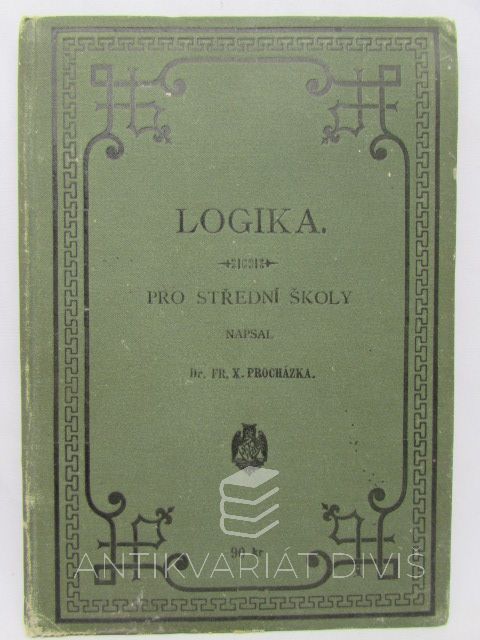 LOGIKA.
PRO STŘEDNÍ ŠKOLY
NAPSAL
Dr. FR. X. PROCHÁZKA.
90 kr
ANTIKVARIÁT DIVIŠ